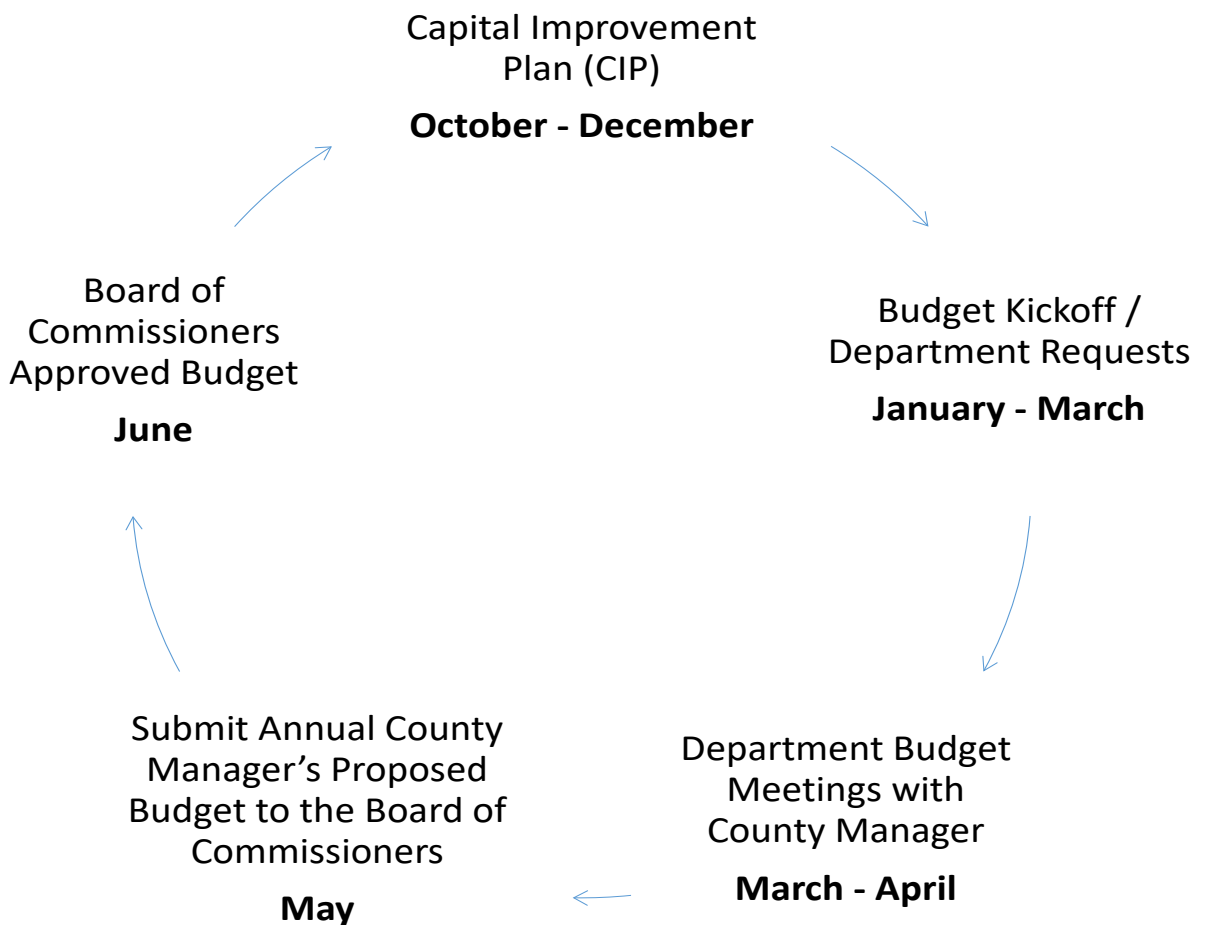 Capital Improvement
Plan (CIP)
October - December
Budget Kickoff /
Department Requests
January - March
Department Budget
Meetings with
County Manager
March - April
Submit Annual County
Manager’s Proposed
Budget to the Board of
Commissioners
May
Board of
Commissioners
Approved Budget
June